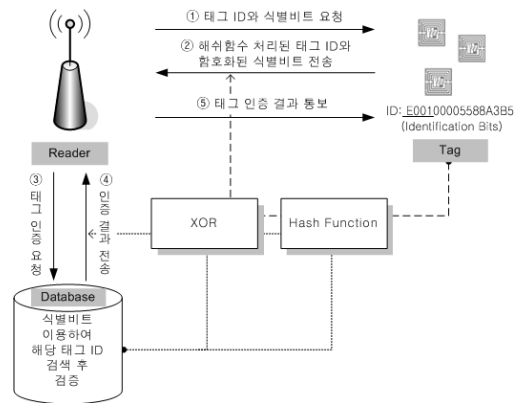 ① 태그 ID와 식별비트 요청
② 해쉬함수 처리된 태그 ID와
함호화된 식별비트 전송
⑤ 태그 인증 결과 통보
ID: E00100005588A3B5
(Identification Bits)
Reader
Tag
③ 태그 인증 요청
④ 인증 결과 전송
XOR
Hash Function
Database
식별비트
이용하여
해당 태그 ID
검색 후
검증